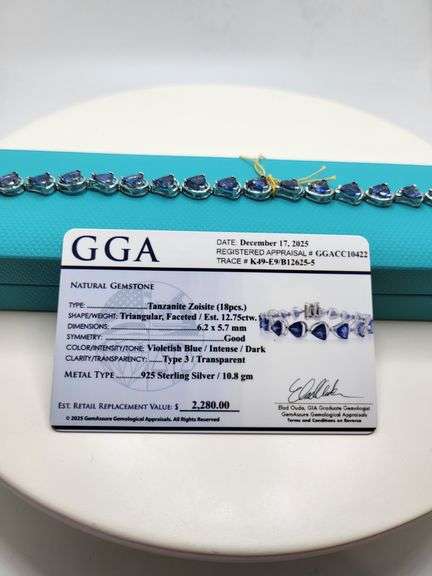 GGA
DATE: December 17, 2025
REGISTERED APPRAISAL # GGACC10422
TRACE # K49-E9/B12625-5
NATURAL GEMSTONE
TYPE: Tanzanite Zoisite (18pcs.)
SHAPE/WEIGHT: Triangular, Faceted / Est. 12.75ctw.
DIMENSIONS: 6.2 x 5.7 mm
SYMMETRY: Good
COLOR/INTENSITY/TONE: Violetish Blue / Intense / Dark
CLARITY/TRANSPARENCY: Type 3 / Transparent
METAL TYPE .925 Sterling Silver / 10.8 gm
EST. RETAIL REPLACEMENT VALUE: $ 2,280.00
© 2025 GemAssure Gemological Appraisals. All Rights Reserved
Elad Ouda, GIA Graduate Gemologist
GemAssure Gemological Appraisals
Terms and Conditions on Reverse